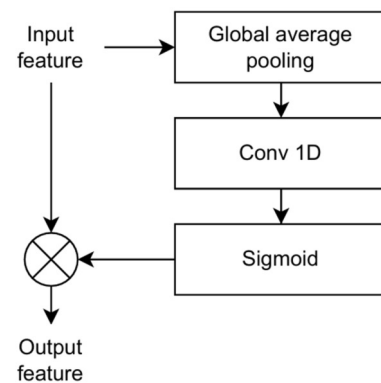 Input
feature
Global average
pooling
Conv 1D
Sigmoid
Output
feature